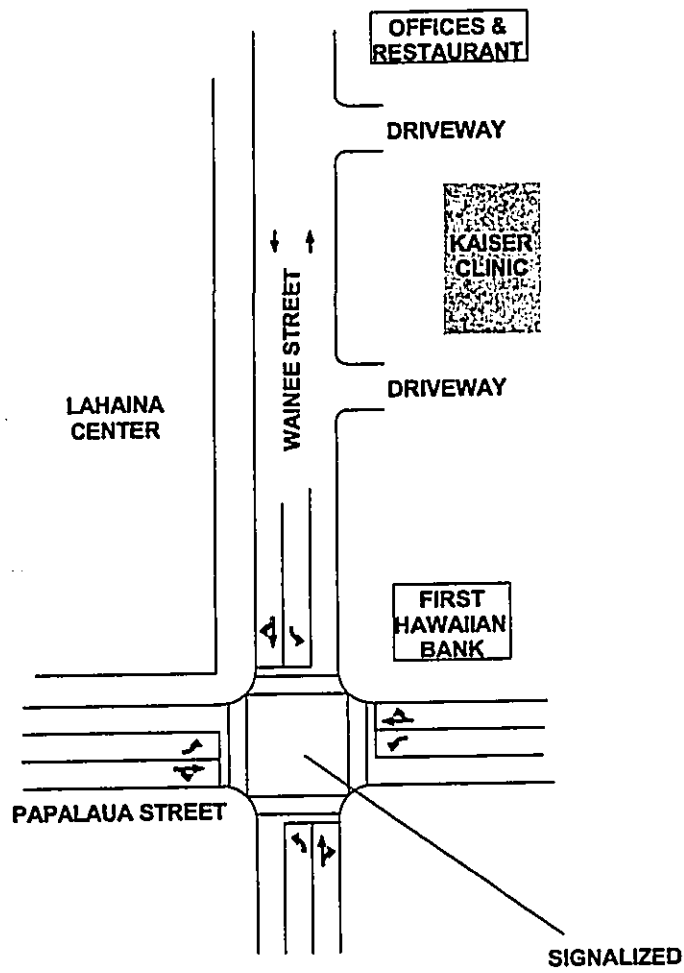 OFFICES &
RESTAURANT
DRIVEWAY
KAISER
CLINIC
WAINEE STREET
DRIVEWAY
LAHAINA
CENTER
FIRST
HAWAIIAN
BANK
PAPALAUA STREET
SIGNALIZED